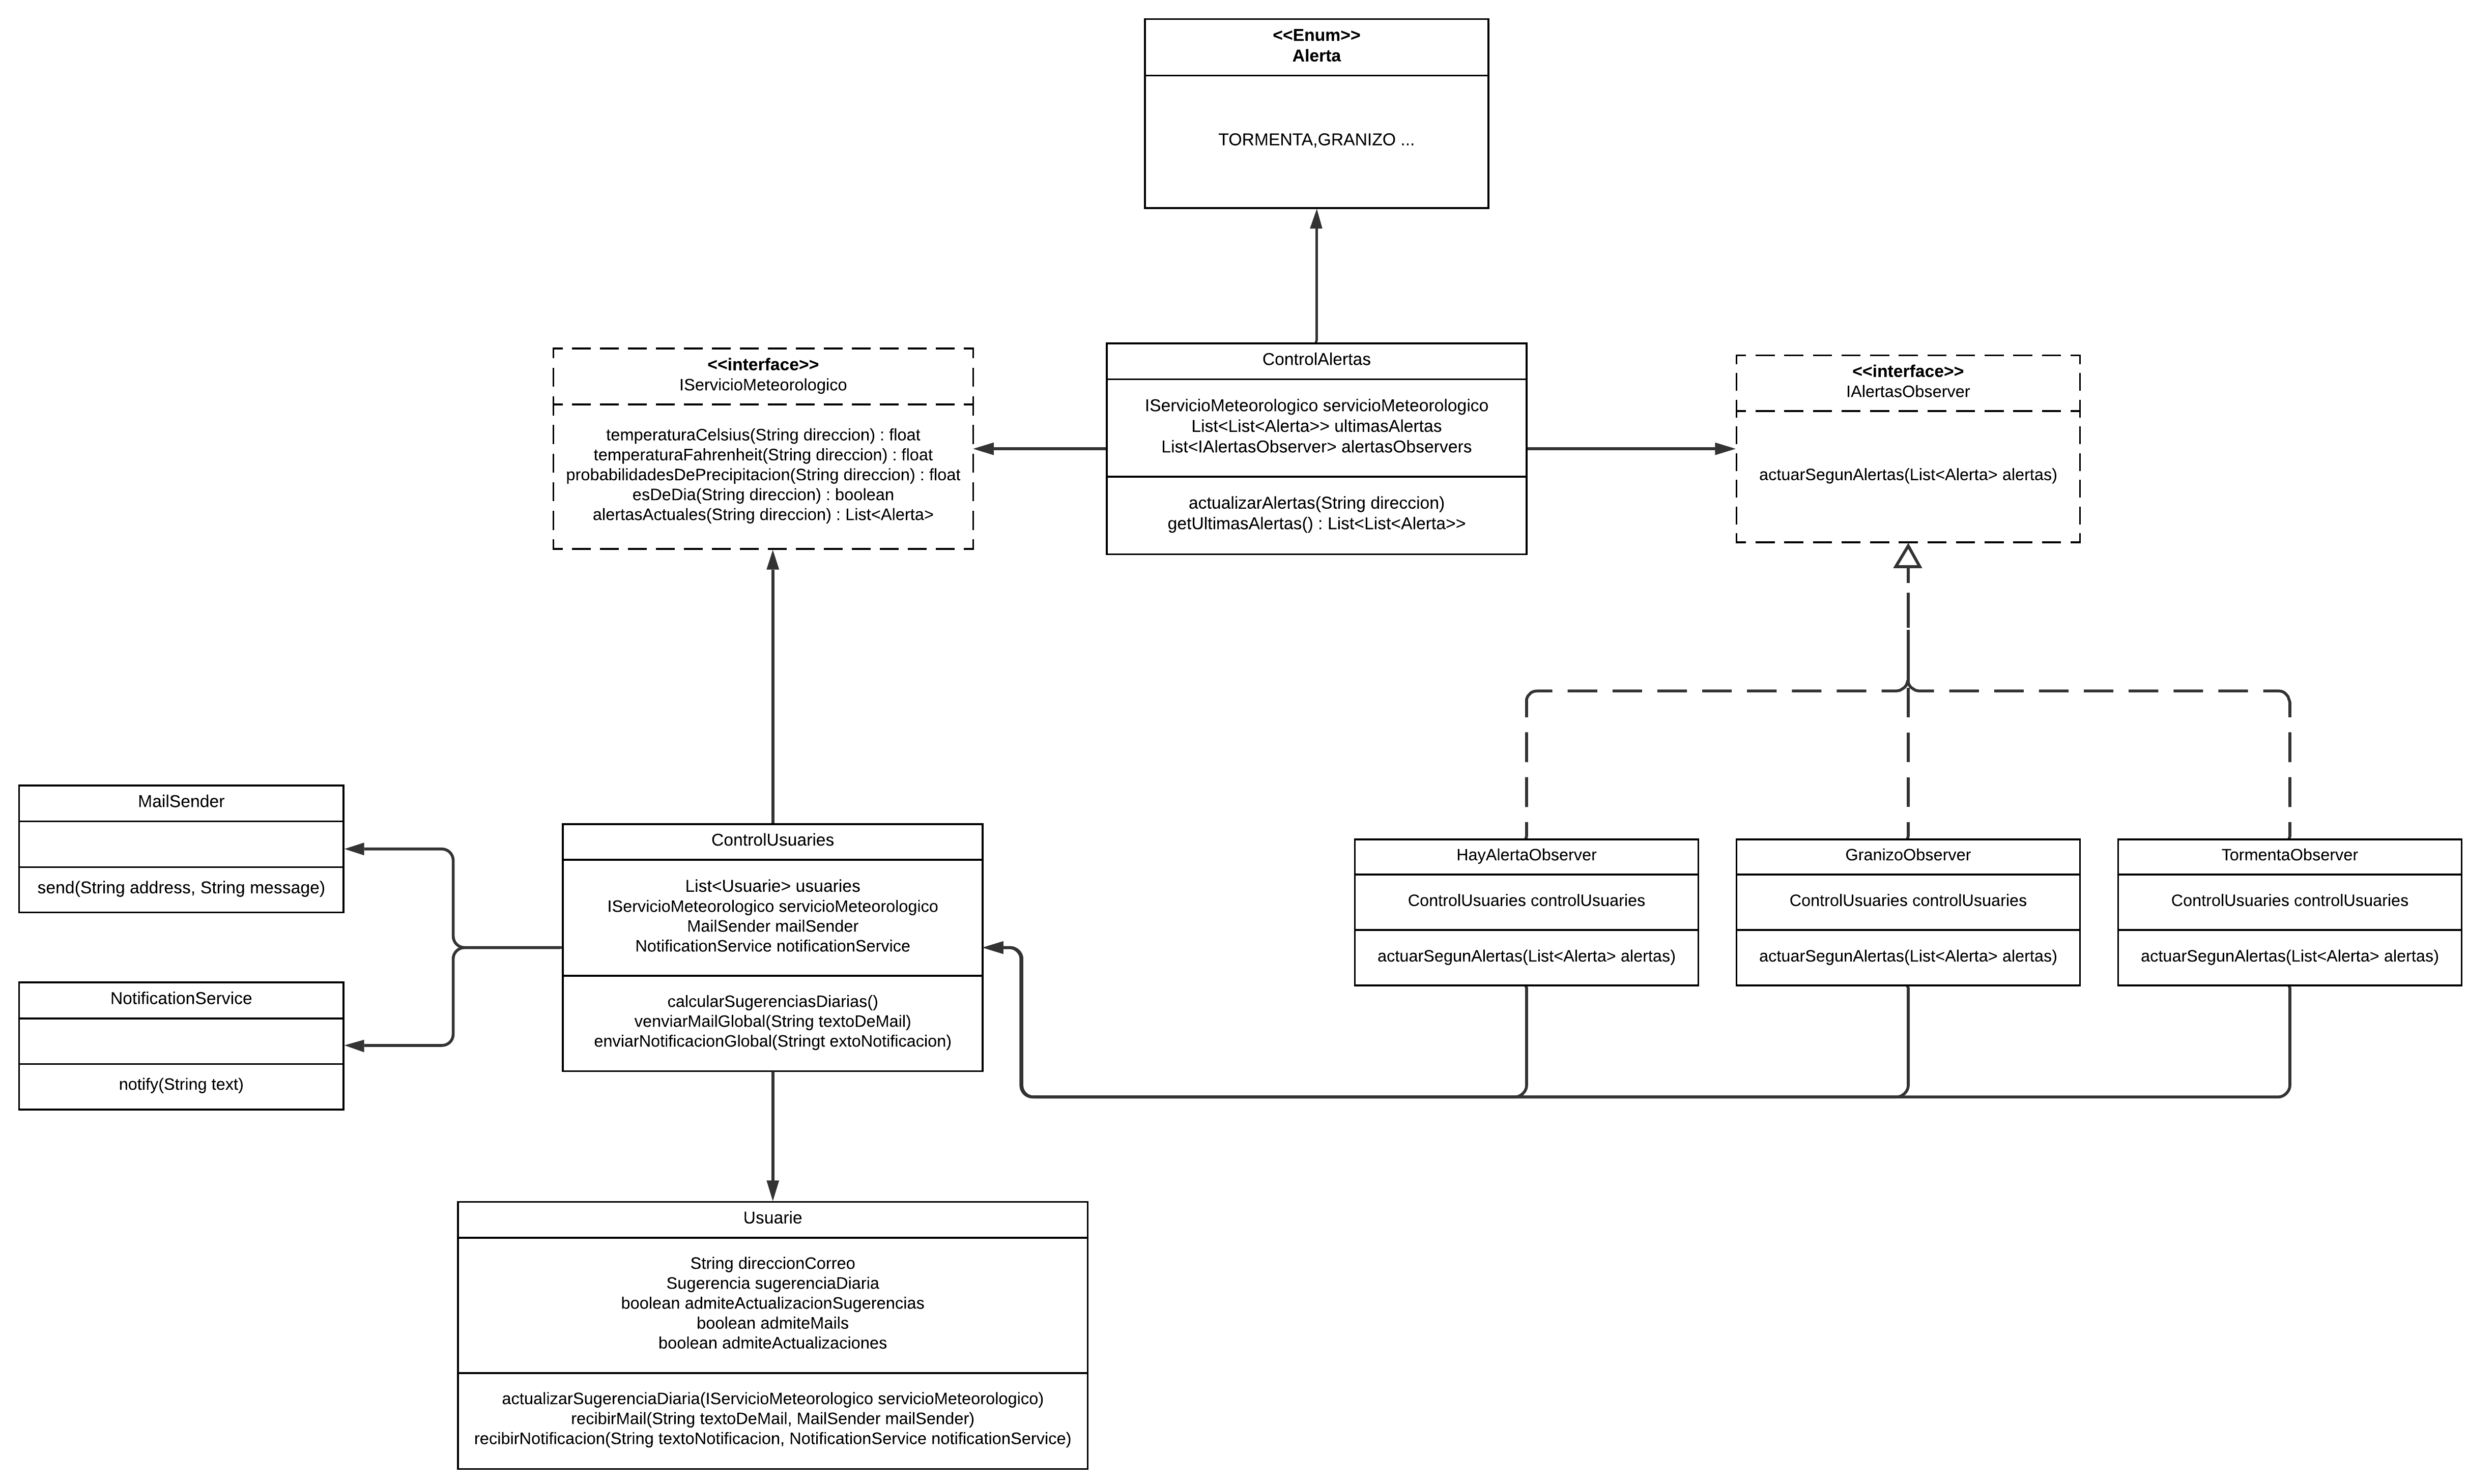 <<Enum>>
Alerta
TORMENTA,GRANIZO ...
<<interface>>
IServicioMeteorologico
temperaturaCelsius(String direccion) : float
temperaturaFahrenheit(String direccion) : float
probabilidadesDePrecipitacion(String direccion) : float
esDeDia(String direccion) : boolean
alertasActuales(String direccion) : List<Alerta>
ControlAlertas
IServicioMeteorologico servicioMeteorologico
List<List<Alerta>> ultimasAlertas
List<IAlertasObserver> alertasObservers
actualizarAlertas(String direccion)
getUltimasAlertas() : List<List<Alerta>>
<<interface>>
IAlertasObserver
actuarSegunAlertas(List<Alerta> alertas)
MailSender
send(String address, String message)
NotificationService
notify(String text)
ControlUsuaries
List<Usuarie> usuaries
IServicioMeteorologico servicioMeteorologico
MailSender mailSender
NotificationService notificationService
calcularSugerenciasDiarias()
venviarMailGlobal(String textoDeMail)
enviarNotificacionGlobal(Stringt extoNotificacion)
HayAlertaObserver
ControlUsuaries controlUsuaries
actuarSegunAlertas(List<Alerta> alertas)
GranizoObserver
ControlUsuaries controlUsuaries
actuarSegunAlertas(List<Alerta> alertas)
TormentaObserver
ControlUsuaries controlUsuaries
actuarSegunAlertas(List<Alerta> alertas)
Usuarie
String direccionCorreo
Sugerencia sugerenciaDiaria
boolean admiteActualizacionSugerencias
boolean admiteMails
boolean admiteActualizaciones
actualizarSugerenciaDiaria(IServicioMeteorologico servicioMeteorologico)
recibirMail(String textoDeMail, MailSender mailSender)
recibirNotificacion(String textoNotificacion, NotificationService notificationService)